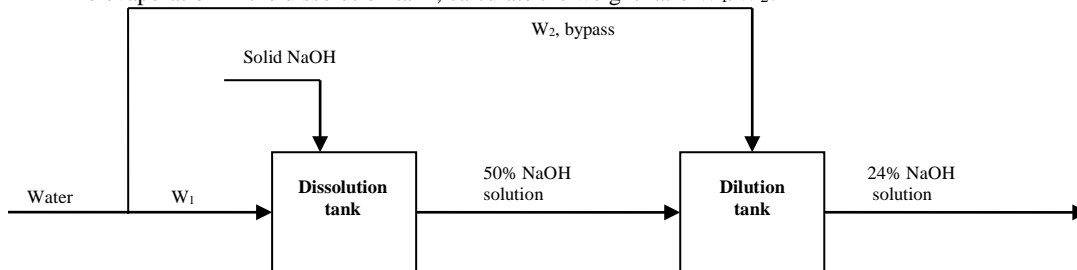 W₂, bypass
Solid NaOH
Water
W₁
Dissolution
tank
50% NaOH
solution
Dilution
tank
24% NaOH
solution